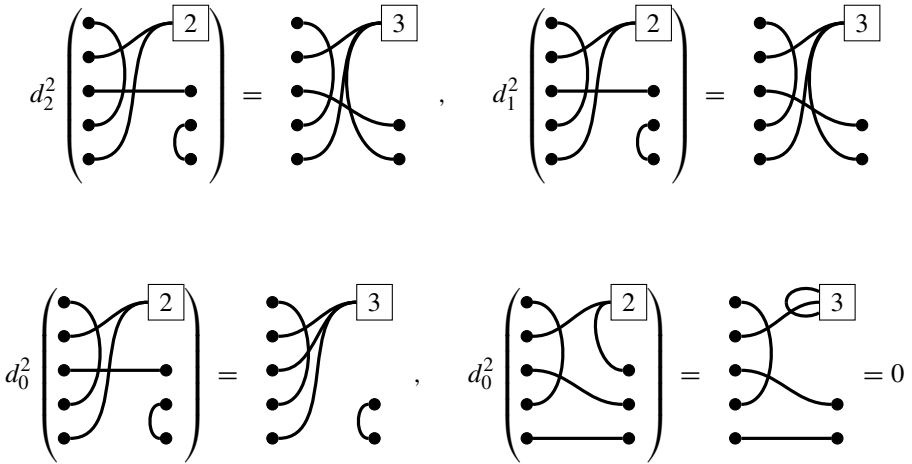 d_2^2 ( 2 ) = 3 , d_1^2 ( 2 ) = 3
d_0^2 ( 2 ) = 3 , d_0^2 ( 2 ) = 3 = 0